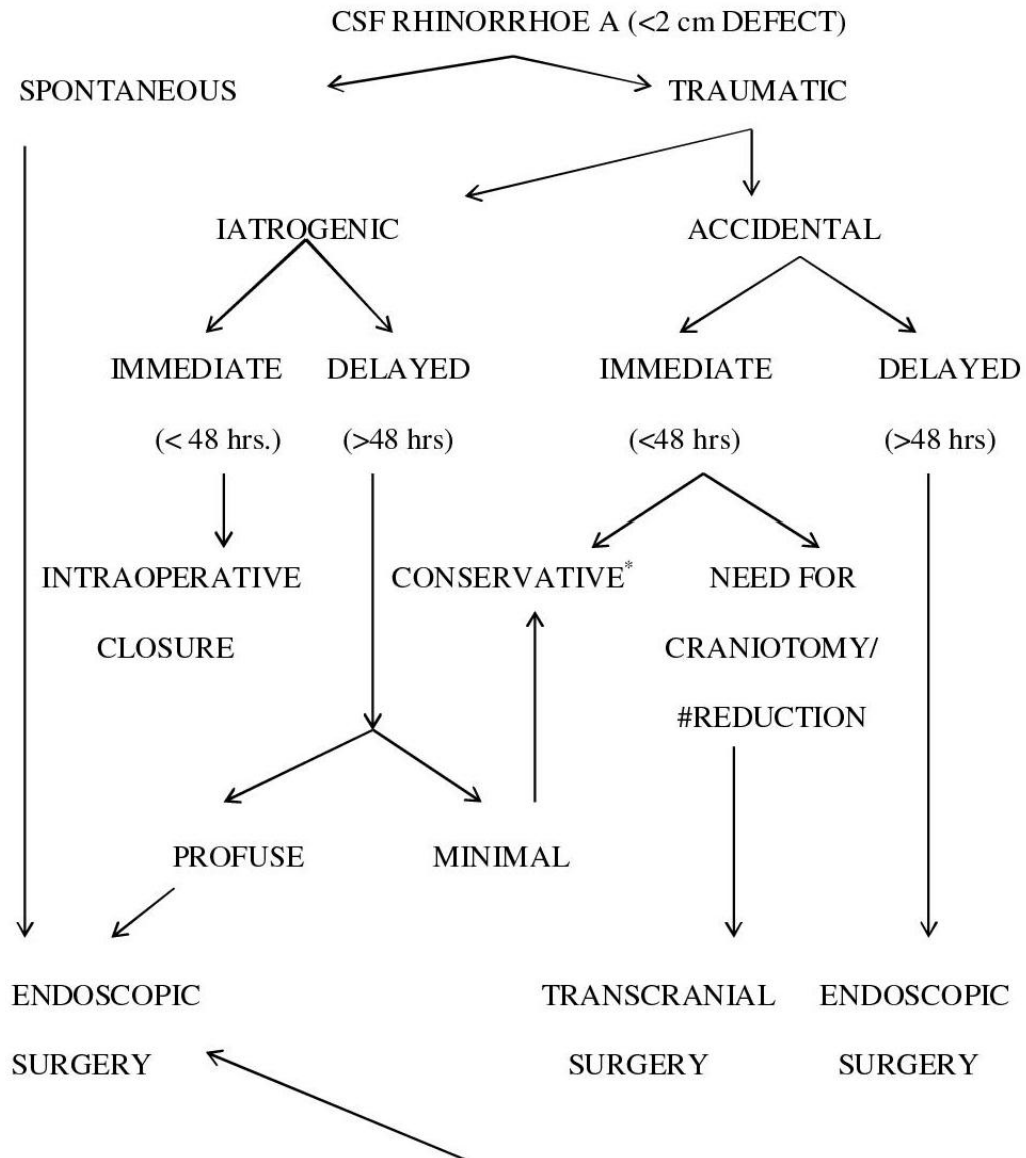 CSF RHINORRHOE A (<2 cm DEFECT)
SPONTANEOUS TRAUMATIC
IATROGENIC ACCIDENTAL
IMMEDIATE DELAYED IMMEDIATE DELAYED
(< 48 hrs.) (>48 hrs) (<48 hrs) (>48 hrs)
INTRAOPERATIVE CONSERVATIVE* NEED FOR
CLOSURE CRANIOTOMY/
#REDUCTION
PROFUSE MINIMAL
ENDOSCOPIC TRANSCRANIAL ENDOSCOPIC
SURGERY SURGERY SURGERY